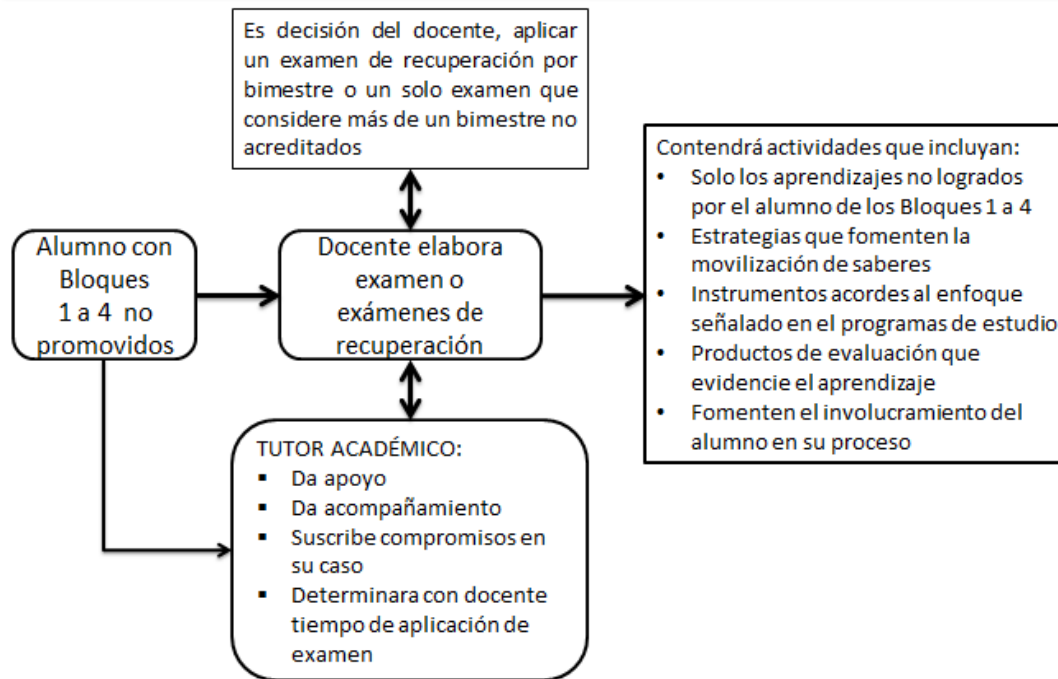 Es decisión del docente, aplicar
un examen de recuperación por
bimestre o un solo examen que
considere más de un bimestre no
acreditados
Alumno con
Bloques
1 a 4 no
promovidos
Docente elabora
examen o
exámenes de
recuperación
Contendrá actividades que incluyan:
• Solo los aprendizajes no logrados
por el alumno de los Bloques 1 a 4
• Estrategias que fomenten la
movilización de saberes
• Instrumentos acordes al enfoque
señalado en el programas de estudio
• Productos de evaluación que
evidencie el aprendizaje
• Fomenten el involucramiento del
alumno en su proceso
TUTOR ACADÉMICO:
▪ Da apoyo
▪ Da acompañamiento
▪ Suscribe compromisos en
su caso
▪ Determinara con docente
tiempo de aplicación de
examen